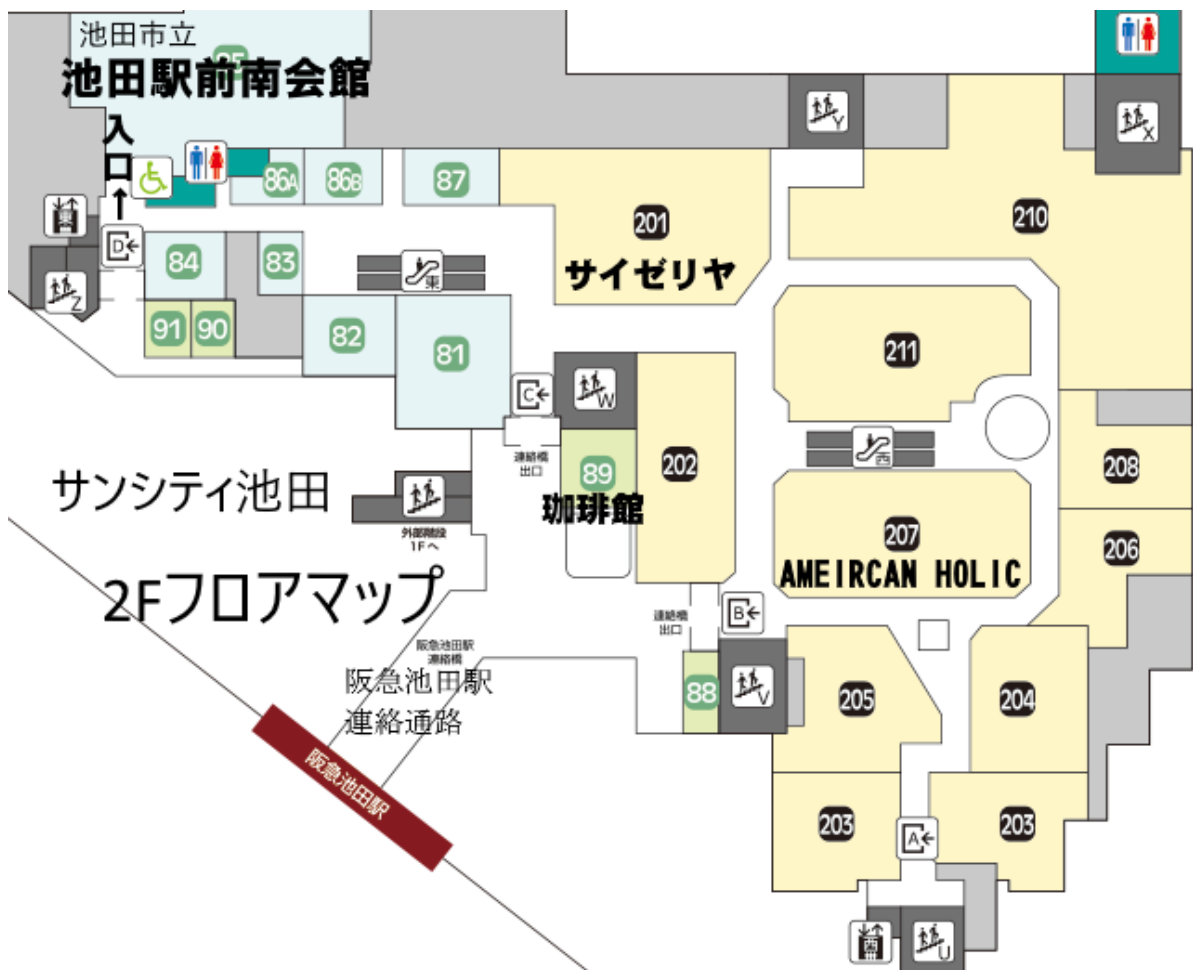 池田市立
85
池田駅前南会館
入口↑
86A
86B
87
201
サイゼリヤ
210
Y
X
東
D
84
83
東
Z
91
90
82
81
211
C
W
連絡橋
出口
89
珈琲館
202
西
208
サンシティ池田
外部階段
1Fへ
207
AMEIRCAN HOLIC
206
2Fフロアマップ
連絡橋
出口
B
阪急池田駅
連絡橋
阪急池田駅
連絡通路
88
V
205
204
阪急池田駅
203
A
203
西
U